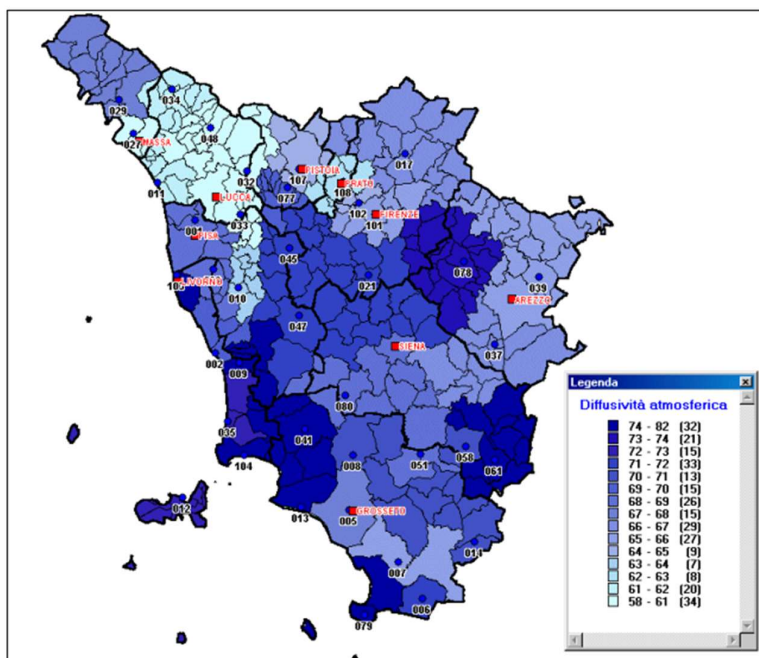 034
029
027
MASSA
048
017
032
107
PISTOIA
108
PRATO
011
077
LUCCA
102
FIRENZE
101
001
033
PISA
045
078
LIVORNO
021
039
010
AREZZO
047
SIENA
037
002
009
080
035
041
104
008
051
058
061
012
013
005
GROSSETO
014
007
006
079
Legenda
Diffusività atmosferica
74 - 82 (32)
73 - 74 (21)
72 - 73 (15)
71 - 72 (33)
70 - 71 (13)
69 - 70 (15)
68 - 69 (26)
67 - 68 (15)
66 - 67 (29)
65 - 66 (27)
64 - 65 (9)
63 - 64 (7)
62 - 63 (8)
61 - 62 (20)
58 - 61 (34)